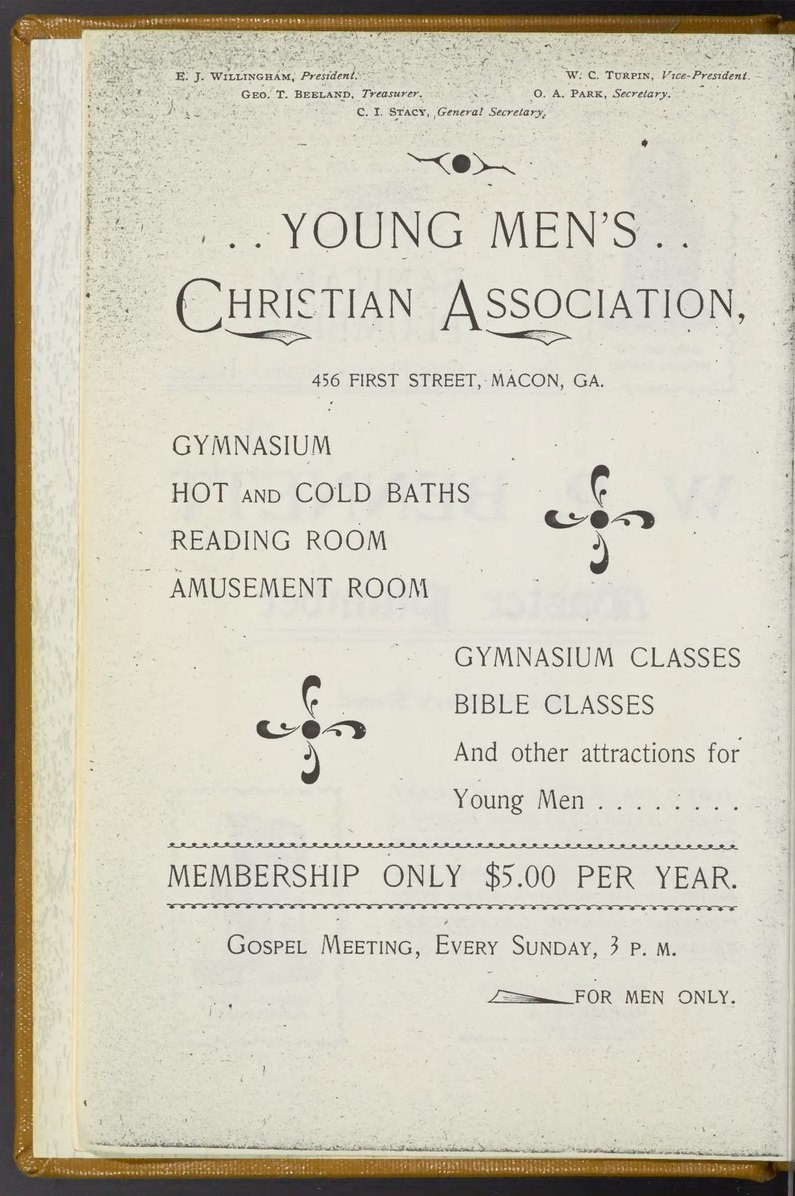 E. J. WILLINGHAM, President. W. C. TURPIN, Vice-President.
GEO. T. BEELAND, Treasurer. O. A. PARK, Secretary.
C. I. STACY, General Secretary.
. . YOUNG MEN'S . .
CHRISTIAN ASSOCIATION,
456 FIRST STREET, MACON, GA.
GYMNASIUM
HOT AND COLD BATHS
READING ROOM
AMUSEMENT ROOM
GYMNASIUM CLASSES
BIBLE CLASSES
And other attractions for
Young Men . . . . . . . .
MEMBERSHIP ONLY $5.00 PER YEAR.
GOSPEL MEETING, EVERY SUNDAY, 3 P. M.
FOR MEN ONLY.